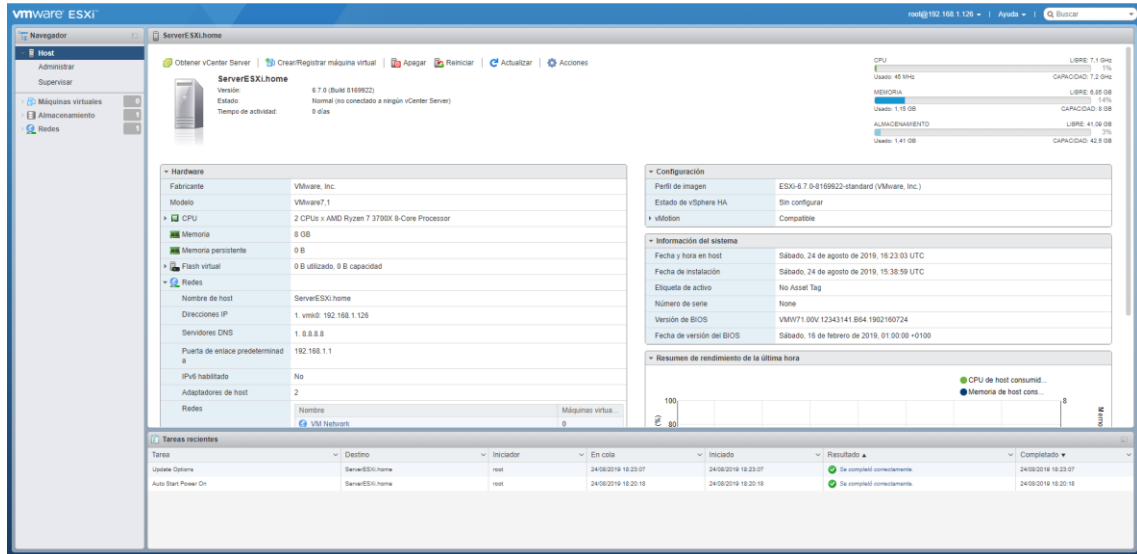 vmware ESXi™
root@192.168.1.126 | Ayuda | Buscar
Navegador
Host
Administrar
Supervisar
Máquinas virtuales 0
Almacenamiento 1
Redes 1
ServerESXi.home
Obtener vCenter Server | Crear/Registrar máquina virtual | Apagar Reiniciar | Actualizar | Acciones
ServerESXi.home
Versión: 6.7.0 (Build 8169922)
Estado: Normal (no conectado a ningún vCenter Server)
Tiempo de actividad: 0 días
CPU LIBRE: 7,1 GHz
1%
Usado: 45 MHz CAPACIDAD: 7,2 GHz
MEMORIA LIBRE: 6,85 GB
14%
Usado: 1,15 GB CAPACIDAD: 8 GB
ALMACENAMIENTO LIBRE: 41,09 GB
3%
Usado: 1,41 GB CAPACIDAD: 42,5 GB
Hardware
Fabricante VMware, Inc.
Modelo VMware7,1
CPU 2 CPUs x AMD Ryzen 7 3700X 8-Core Processor
Memoria 8 GB
Memoria persistente 0 B
Flash virtual 0 B utilizado, 0 B capacidad
Redes
Nombre de host ServerESXi.home
Direcciones IP 1. vmk0: 192.168.1.126
Servidores DNS 1. 8.8.8.8
Puerta de enlace predeterminad
a 192.168.1.1
IPv6 habilitado No
Adaptadores de host 2
Redes Nombre Máquinas virtua...
VM Network 0
Configuración
Perfil de imagen ESXi-6.7.0-8169922-standard (VMware, Inc.)
Estado de vSphere HA Sin configurar
vMotion Compatible
Información del sistema
Fecha y hora en host Sábado, 24 de agosto de 2019, 16:23:03 UTC
Fecha de instalación Sábado, 24 de agosto de 2019, 15:38:59 UTC
Etiqueta de activo No Asset Tag
Número de serie None
Versión de BIOS VMW71.00V.12343141.B64.1902160724
Fecha de versión del BIOS Sábado, 16 de febrero de 2019, 01:00:00 +0100
Resumen de rendimiento de la última hora
CPU de host consumid...
Memoria de host cons...
100 8
80
(%)
Memo
Tareas recientes
Tarea Destino Iniciador En cola Iniciado Resultado Completado
Update Options ServerESXi.home root 24/08/2019 18:23:07 24/08/2019 18:23:07 Se completó correctamente. 24/08/2019 18:23:07
Auto Start Power On ServerESXi.home root 24/08/2019 18:20:18 24/08/2019 18:20:18 Se completó correctamente. 24/08/2019 18:20:18